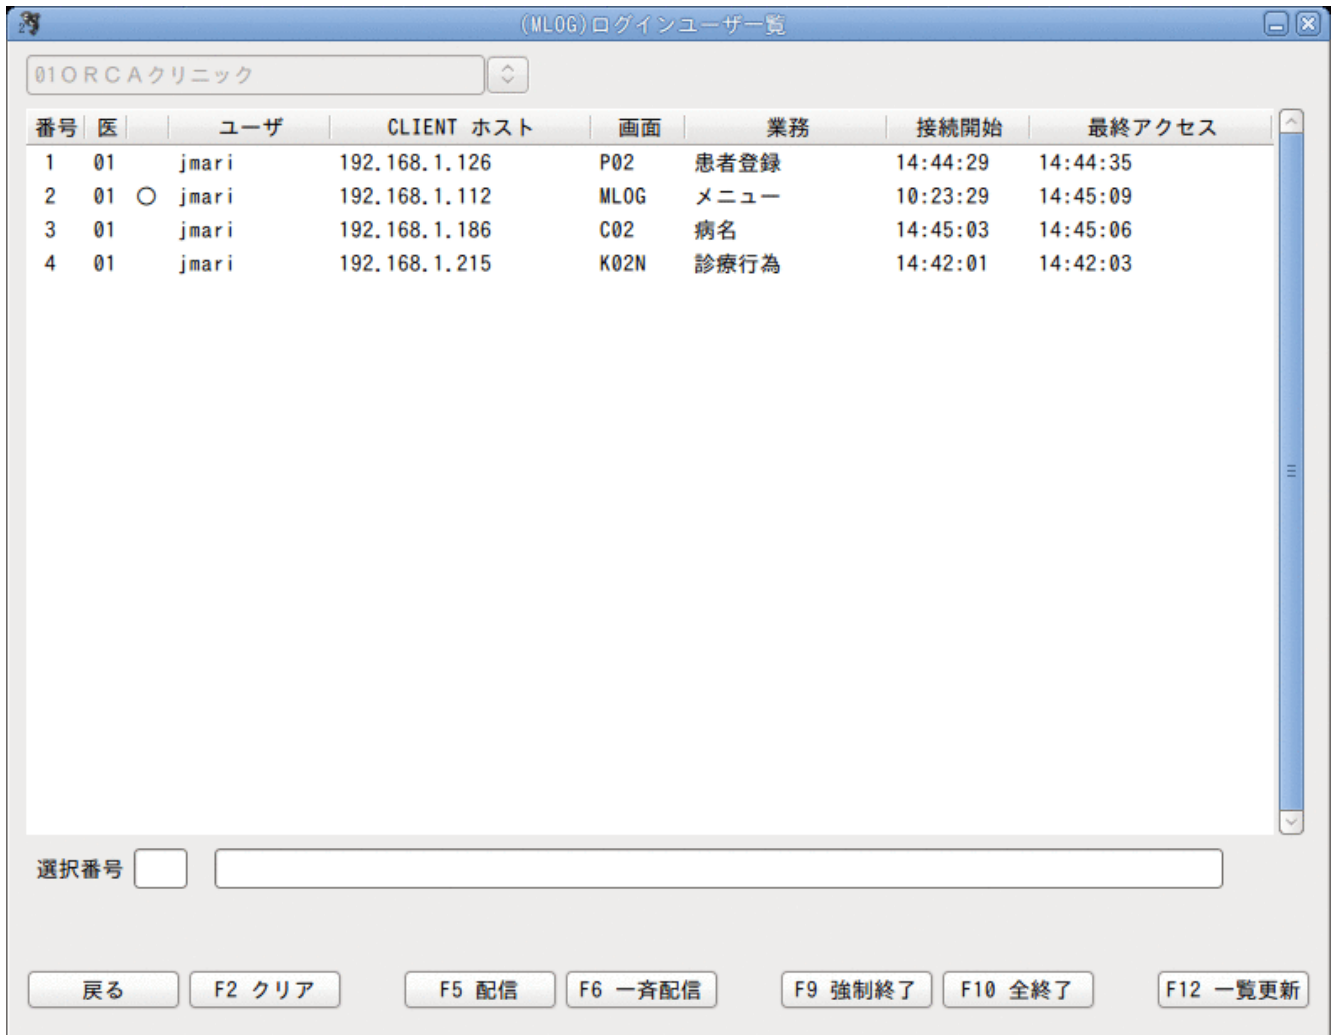 (MLOG)ログインユーザ一覧
01ORCAクリニック
番号 医 ユーザ CLIENT ホスト 画面 業務 接続開始 最終アクセス
1 01 jmari 192.168.1.126 P02 患者登録 14:44:29 14:44:35
2 01 ○ jmari 192.168.1.112 MLOG メニュー 10:23:29 14:45:09
3 01 jmari 192.168.1.186 C02 病名 14:45:03 14:45:06
4 01 jmari 192.168.1.215 K02N 診療行為 14:42:01 14:42:03
選択番号
戻る F2 クリア F5 配信 F6 一斉配信 F9 強制終了 F10 全終了 F12 一覧更新